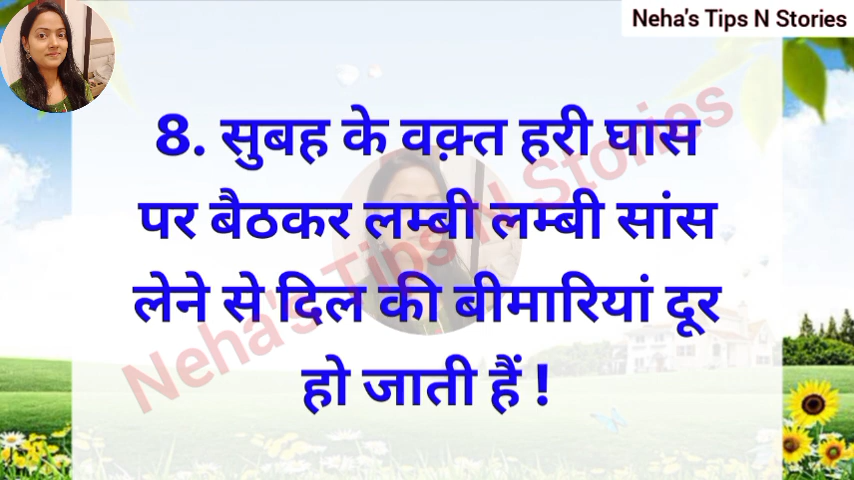 Neha's Tips N Stories
8. सुबह के वक़्त हरी घास
पर बैठकर लम्बी लम्बी सांस
लेने से दिल की बीमारियां दूर
हो जाती हैं !
Neha's Tips N Stories